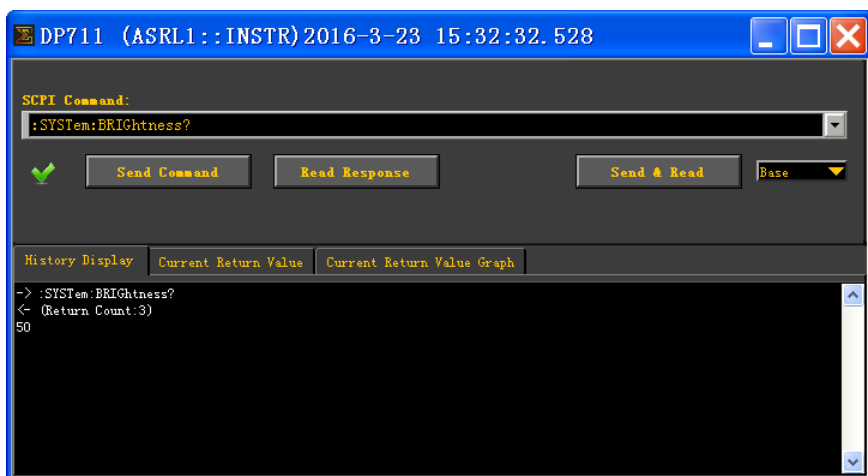 DP711 (ASRL1::INSTR)2016-3-23 15:32:32.528
SCPI Command:
:SYSTem:BRIGhtness?
Send Command Read Response Send & Read Base
History Display Current Return Value Current Return Value Graph
-> :SYSTem:BRIGhtness?
<- (Return Count:3)
50